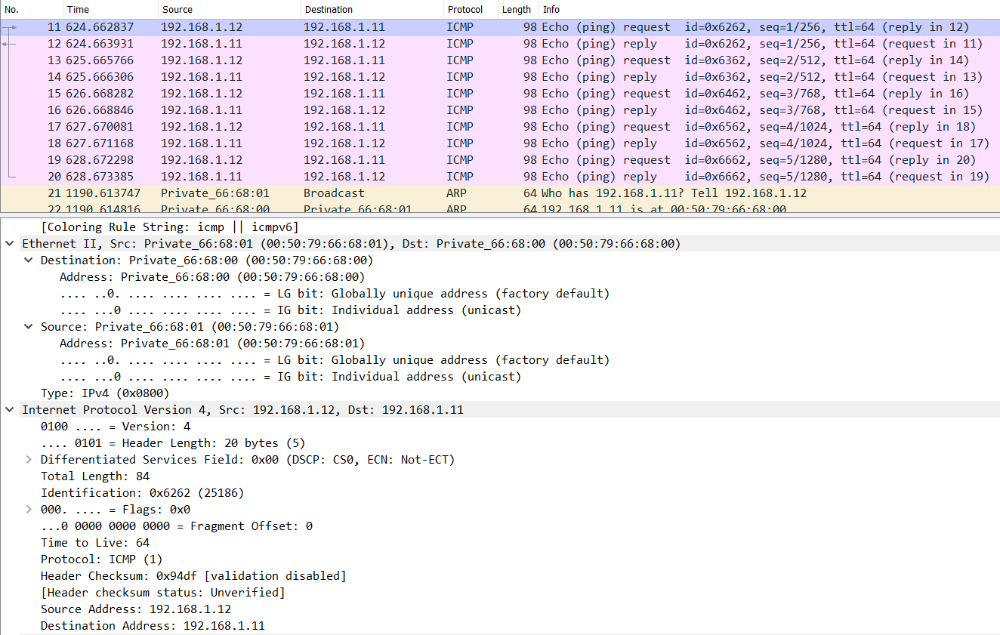 No. Time Source Destination Protocol Length Info
11 624.662837 192.168.1.12 192.168.1.11 ICMP 98 Echo (ping) request id=0x6262, seq=1/256, ttl=64 (reply in 12)
12 624.663931 192.168.1.11 192.168.1.12 ICMP 98 Echo (ping) reply id=0x6262, seq=1/256, ttl=64 (request in 11)
13 625.665766 192.168.1.12 192.168.1.11 ICMP 98 Echo (ping) request id=0x6362, seq=2/512, ttl=64 (reply in 14)
14 625.666306 192.168.1.11 192.168.1.12 ICMP 98 Echo (ping) reply id=0x6362, seq=2/512, ttl=64 (request in 13)
15 626.668282 192.168.1.12 192.168.1.11 ICMP 98 Echo (ping) request id=0x6462, seq=3/768, ttl=64 (reply in 16)
16 626.668846 192.168.1.11 192.168.1.12 ICMP 98 Echo (ping) reply id=0x6462, seq=3/768, ttl=64 (request in 15)
17 627.670081 192.168.1.12 192.168.1.11 ICMP 98 Echo (ping) request id=0x6562, seq=4/1024, ttl=64 (reply in 18)
18 627.671168 192.168.1.11 192.168.1.12 ICMP 98 Echo (ping) reply id=0x6562, seq=4/1024, ttl=64 (request in 17)
19 628.672298 192.168.1.12 192.168.1.11 ICMP 98 Echo (ping) request id=0x6662, seq=5/1280, ttl=64 (reply in 20)
20 628.673385 192.168.1.11 192.168.1.12 ICMP 98 Echo (ping) reply id=0x6662, seq=5/1280, ttl=64 (request in 19)
21 1190.613747 Private_66:68:01 Broadcast ARP 64 Who has 192.168.1.11? Tell 192.168.1.12
22 1190.614816 Private_66:68:00 Private_66:68:01 ARP 64 192.168.1.11 is at 00:50:79:66:68:00
[Coloring Rule String: icmp || icmpv6]
Ethernet II, Src: Private_66:68:01 (00:50:79:66:68:01), Dst: Private_66:68:00 (00:50:79:66:68:00)
Destination: Private_66:68:00 (00:50:79:66:68:00)
Address: Private_66:68:00 (00:50:79:66:68:00)
.... ..0. .... .... .... .... = LG bit: Globally unique address (factory default)
.... ...0 .... .... .... .... = IG bit: Individual address (unicast)
Source: Private_66:68:01 (00:50:79:66:68:01)
Address: Private_66:68:01 (00:50:79:66:68:01)
.... ..0. .... .... .... .... = LG bit: Globally unique address (factory default)
.... ...0 .... .... .... .... = IG bit: Individual address (unicast)
Type: IPv4 (0x0800)
Internet Protocol Version 4, Src: 192.168.1.12, Dst: 192.168.1.11
0100 .... = Version: 4
.... 0101 = Header Length: 20 bytes (5)
Differentiated Services Field: 0x00 (DSCP: CS0, ECN: Not-ECT)
Total Length: 84
Identification: 0x6262 (25186)
000. .... = Flags: 0x0
...0 0000 0000 0000 = Fragment Offset: 0
Time to Live: 64
Protocol: ICMP (1)
Header Checksum: 0x94df [validation disabled]
[Header checksum status: Unverified]
Source Address: 192.168.1.12
Destination Address: 192.168.1.11